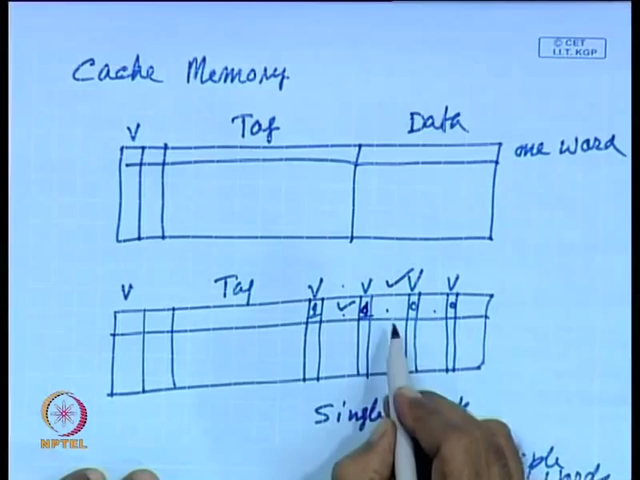 © CET
I.I.T. KGP
Cache Memory
V Tag Data
one word
V Tag V V V V
1 1 0 0
Single
NPTEL